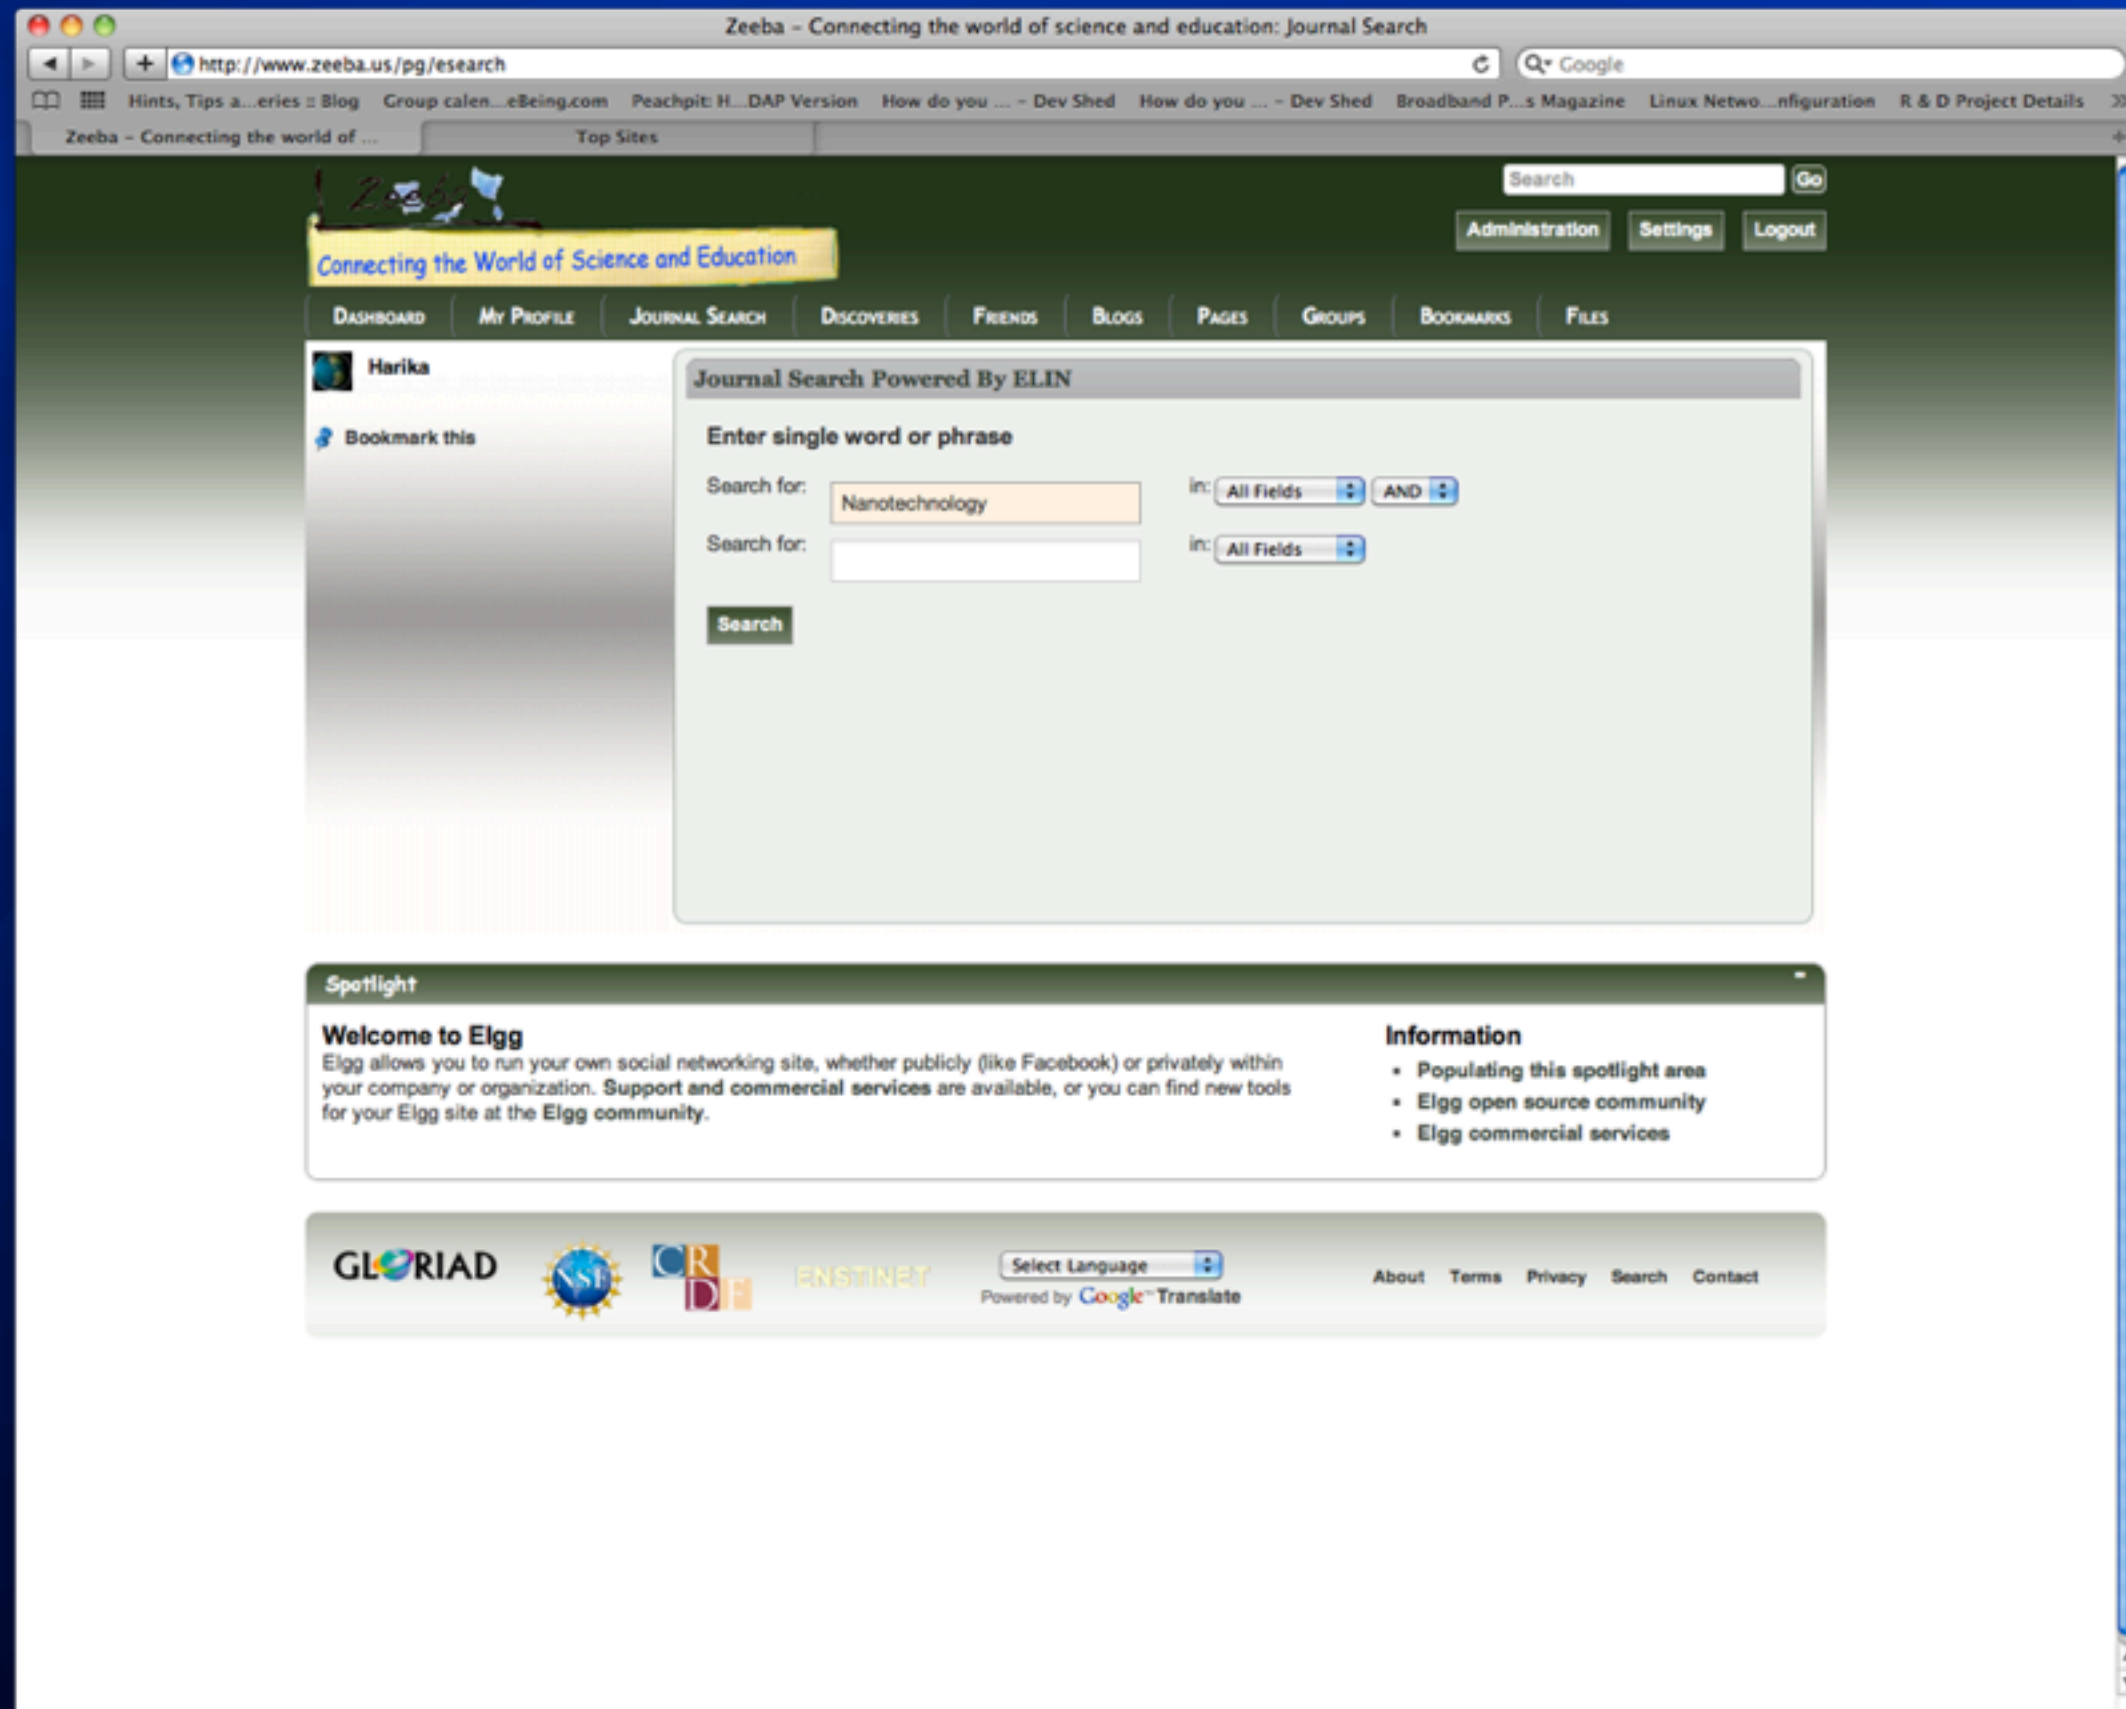 Zeeba – Connecting the world of science and education: Journal Search
http://www.zeeba.us/pg/esearch
Google
Hints, Tips a...eries :: Blog Group calen...eBeing.com Peachpit: H...DAP Version How do you ... – Dev Shed How do you ... – Dev Shed Broadband P...s Magazine Linux Netwo...nfiguration R & D Project Details
Zeeba – Connecting the world of ... Top Sites
Zeeba
Search Go
Administration Settings Logout
Connecting the World of Science and Education
Dashboard My Profile Journal Search Discoveries Friends Blogs Pages Groups Bookmarks Files
Harika
Bookmark this
Journal Search Powered By ELIN
Enter single word or phrase
Search for: Nanotechnology in: All Fields AND
Search for: in: All Fields
Search
Spotlight
Welcome to Elgg
Elgg allows you to run your own social networking site, whether publicly (like Facebook) or privately within
your company or organization. Support and commercial services are available, or you can find new tools
for your Elgg site at the Elgg community.
Information
Populating this spotlight area
Elgg open source community
Elgg commercial services
GLORIAD NSF CRDF ENSTINET
Select Language
Powered by Google™ Translate
About Terms Privacy Search Contact